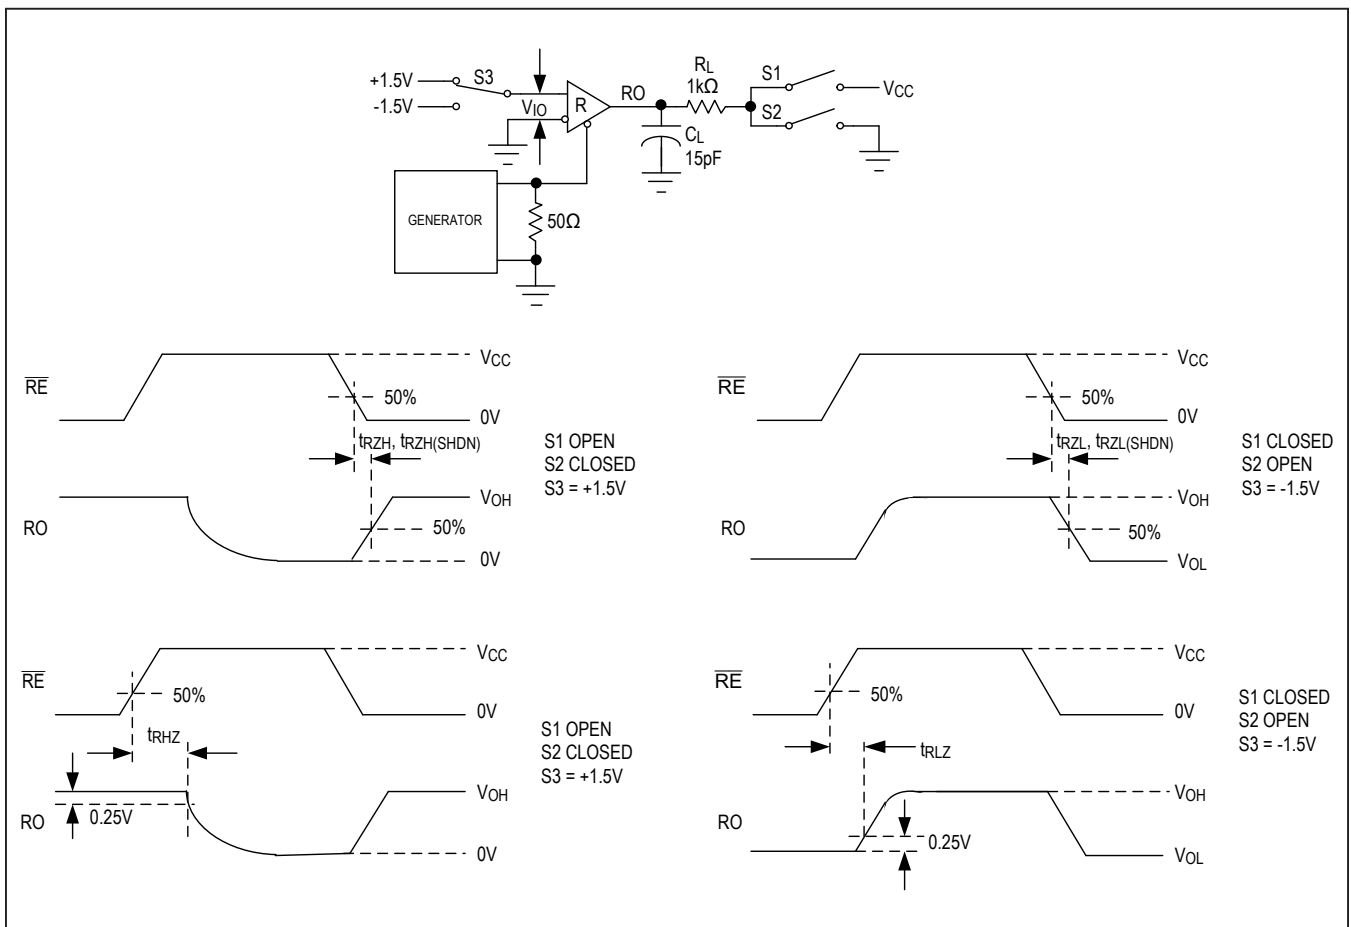 +1.5V
-1.5V
S3
VIO
R
RO
RL
1kΩ
CL
15pF
S1
S2
VCC
GENERATOR
50Ω
RE
VCC
50%
0V
tRZH, tRZH(SHDN)
S1 OPEN
S2 CLOSED
S3 = +1.5V
RO
VOH
50%
0V
RE
VCC
50%
0V
tRZL, tRZL(SHDN)
S1 CLOSED
S2 OPEN
S3 = -1.5V
RO
VOH
50%
VOL
RE
VCC
50%
0V
tRHZ
S1 OPEN
S2 CLOSED
S3 = +1.5V
RO
0.25V
VOH
0V
RE
VCC
50%
0V
tRLZ
S1 CLOSED
S2 OPEN
S3 = -1.5V
RO
VOH
0.25V
VOL